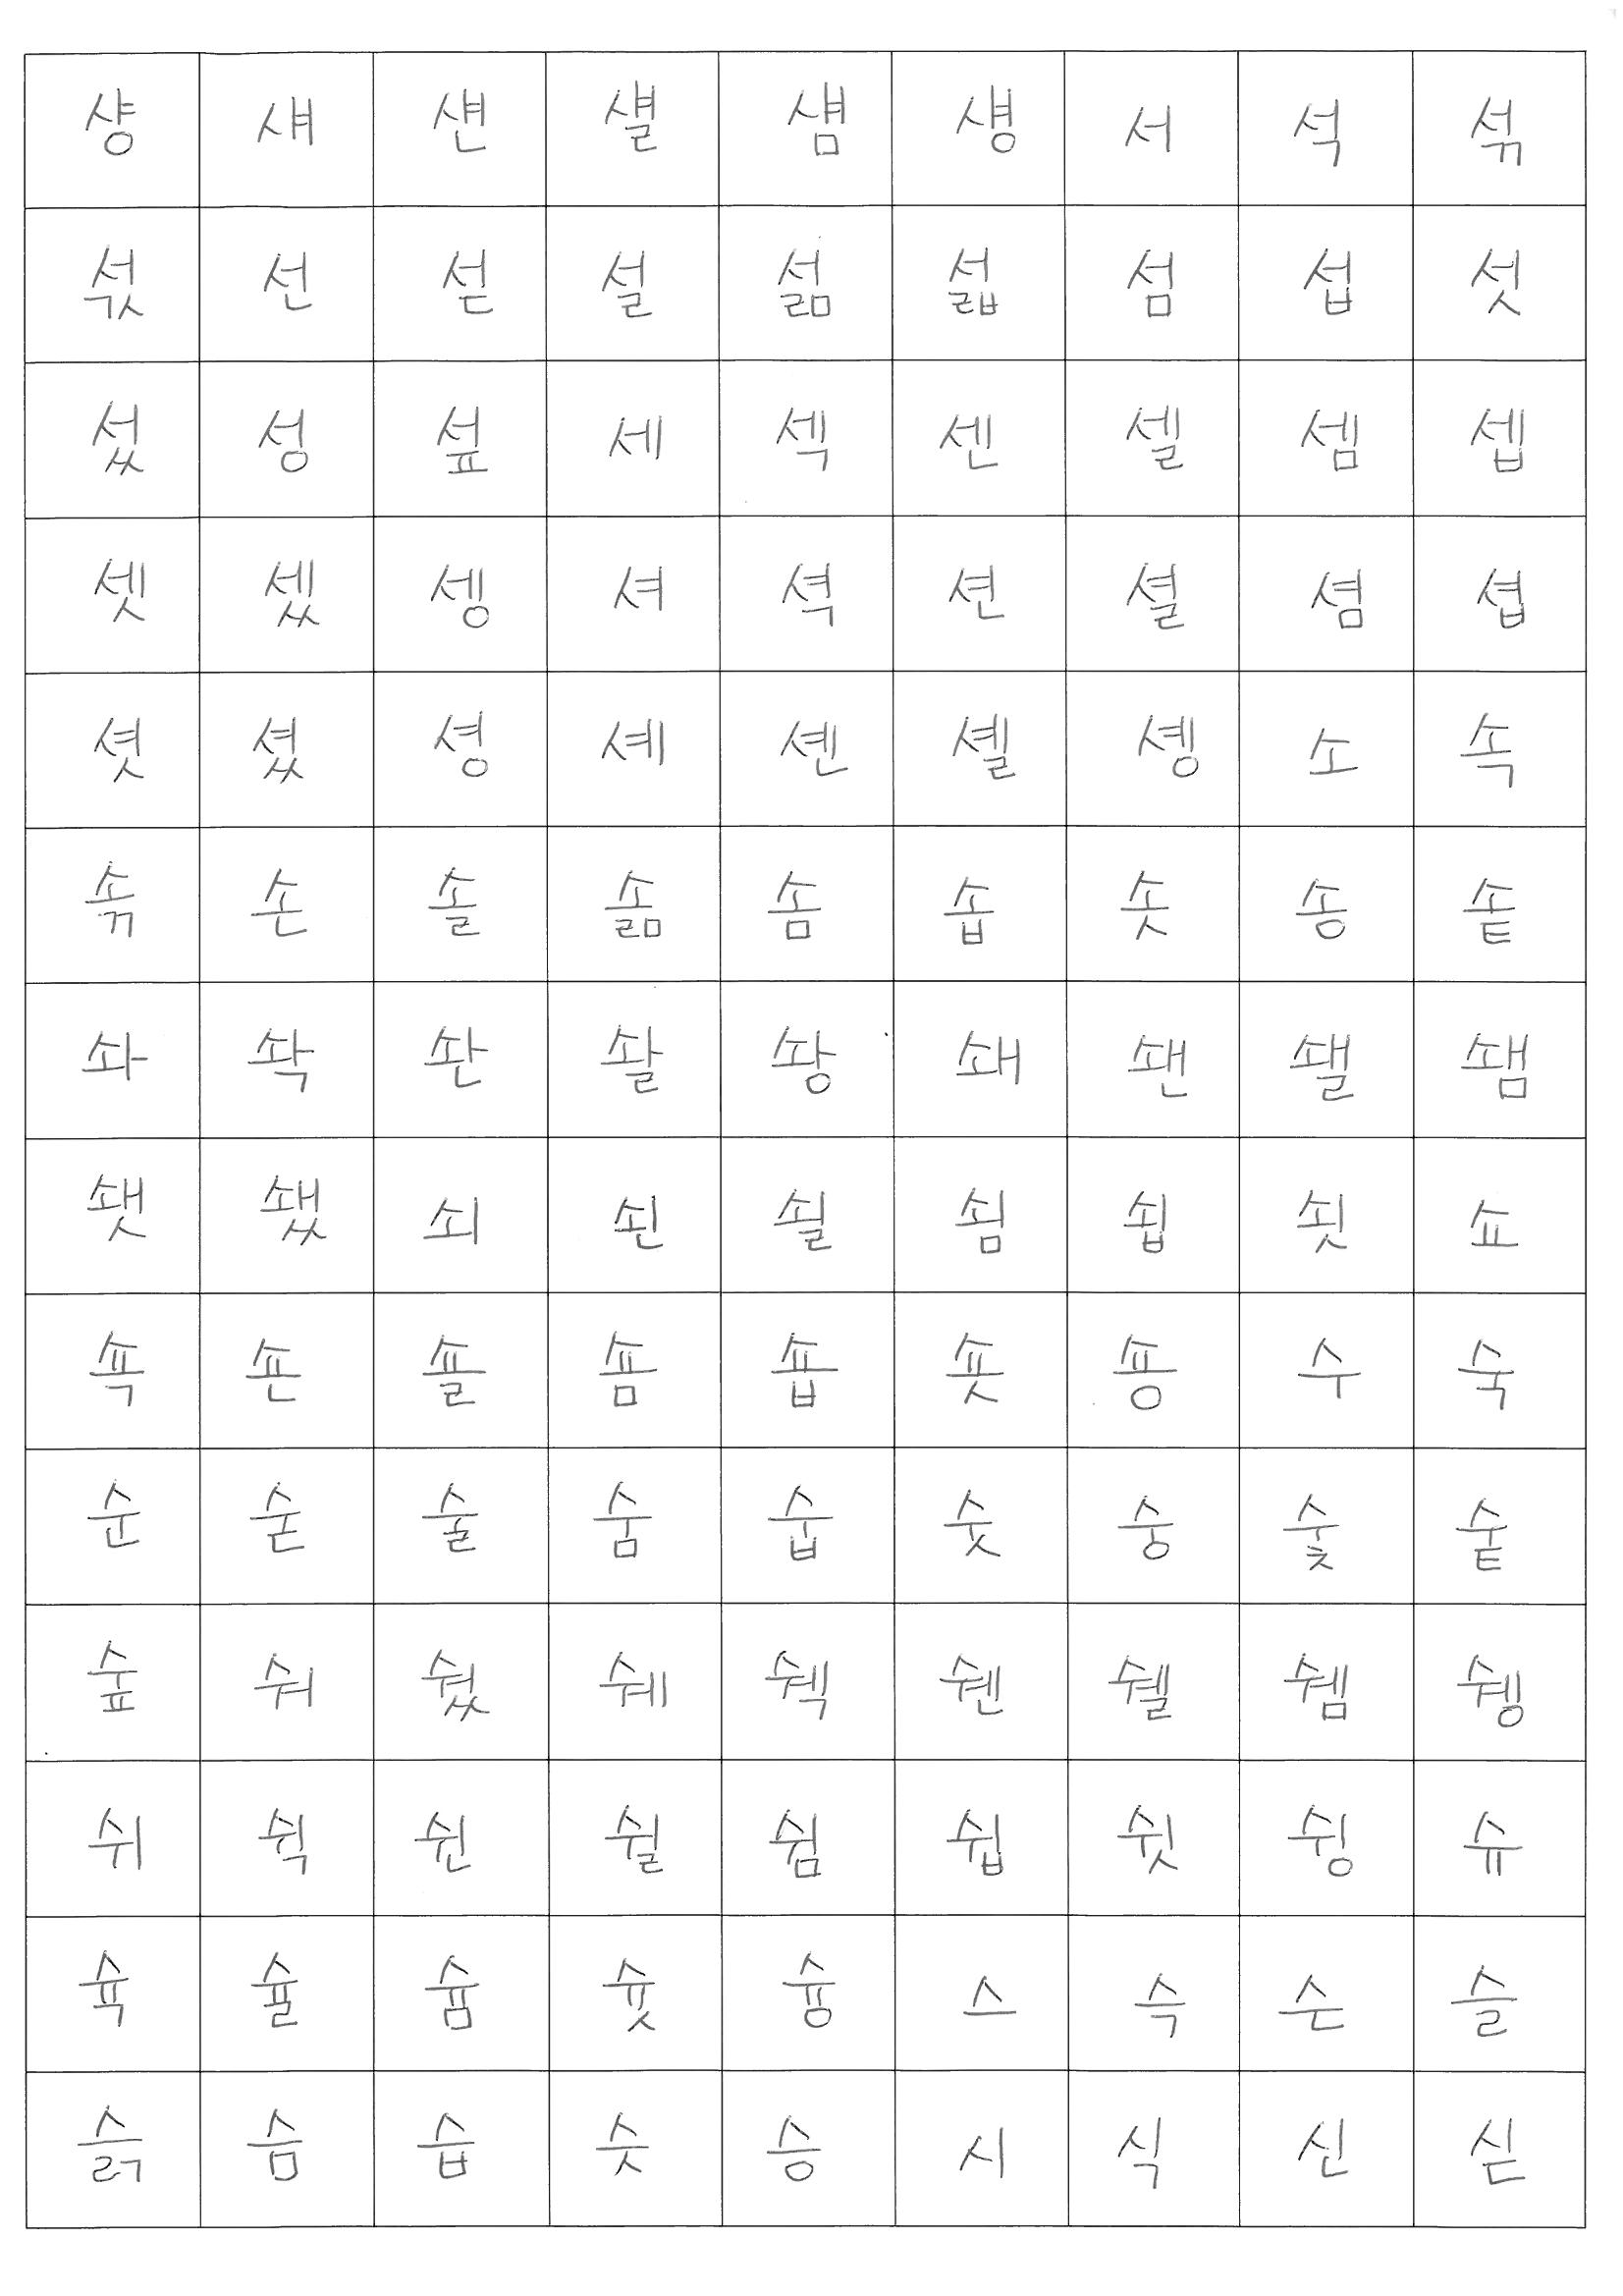 샹 섀 섄 섈 섐 섕 서 석 섞
섟 선 섣 설 섦 섧 섬 섭 섯
섰 성 섶 세 섹 센 셀 셈 셉
셋 셌 셍 셔 셕 션 셜 셤 셥
셧 셨 셩 셰 셴 셸 솅 소 속
솎 손 솔 솖 솜 솝 솟 송 솥
솨 솩 솬 솰 솽 쇄 쇈 쇌 쇔
쇗 쇘 쇠 쇤 쇨 쇰 쇱 쇳 쇼
쇽 숀 숄 숌 숍 숏 숑 수 숙
순 숟 술 숨 숩 숫 숭 숯 숱
숲 숴 쉈 쉐 쉑 쉔 쉘 쉠 쉥
쉬 쉭 쉰 쉴 쉼 쉽 쉿 슁 슈
슉 슐 슘 슛 슝 스 슥 슨 슬
슭 슴 습 슷 승 시 식 신 싣